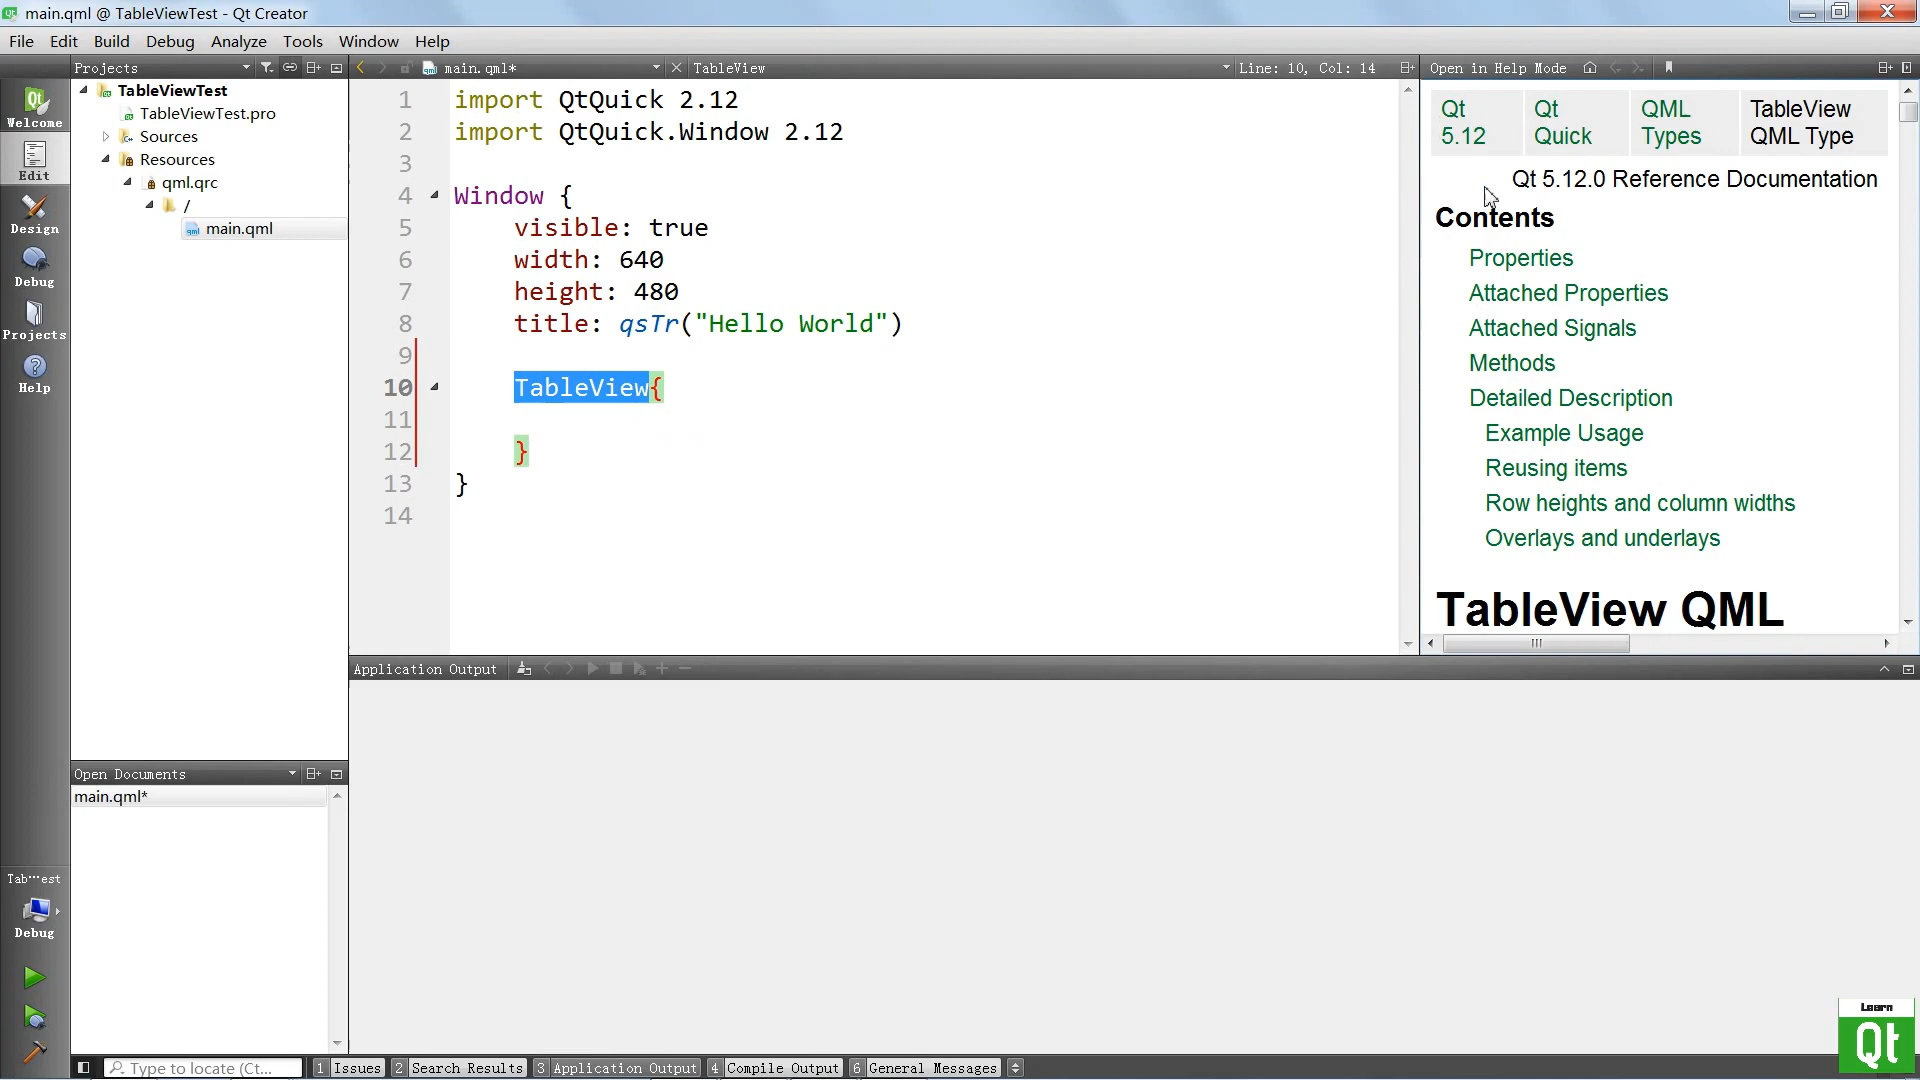 main.qml @ TableViewTest - Qt Creator
File Edit Build Debug Analyze Tools Window Help
Projects
main.qml*
TableView
Line: 10, Col: 14
Open in Help Mode
Welcome
Edit
Design
Debug
Projects
Help
TableViewTest
TableViewTest.pro
Sources
Resources
qml.qrc
/
main.qml
1 import QtQuick 2.12
2 import QtQuick.Window 2.12
3
4 Window {
5 visible: true
6 width: 640
7 height: 480
8 title: qsTr("Hello World")
9
10 TableView{
11
12 }
13 }
14
Qt 5.12
Qt Quick
QML Types
TableView QML Type
Qt 5.12.0 Reference Documentation
Contents
Properties
Attached Properties
Attached Signals
Methods
Detailed Description
Example Usage
Reusing items
Row heights and column widths
Overlays and underlays
TableView QML
Application Output
Open Documents
main.qml*
Tab···est
Debug
Type to locate (Ct...
1 Issues 2 Search Results 3 Application Output 4 Compile Output 6 General Messages
Learn
Qt